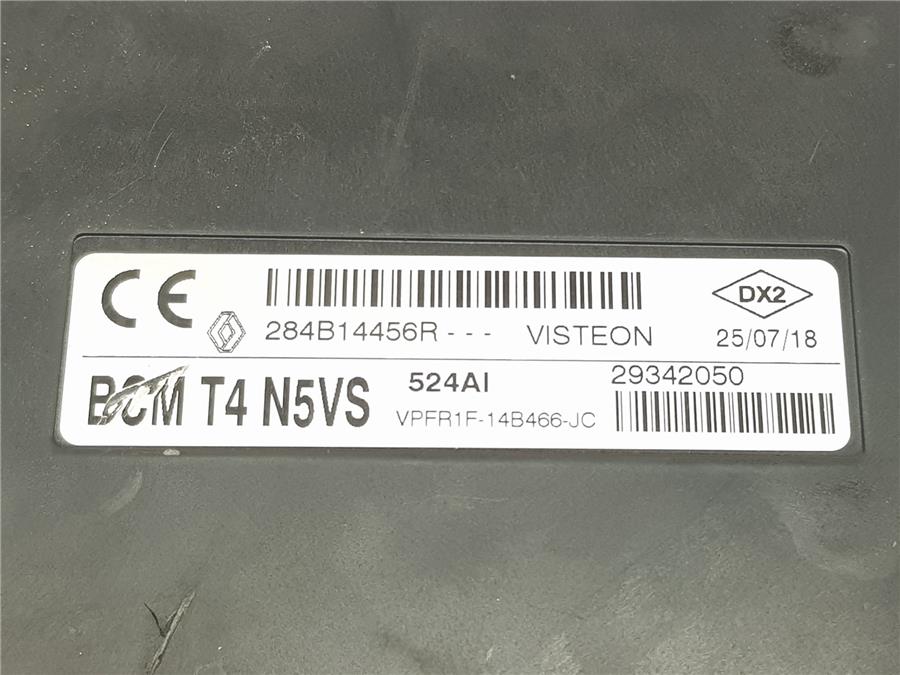 CE 284B14456R--- VISTEON DX2 25/07/18
BCM T4 N5VS 524AI 29342050
VPFR1F-14B466-JC